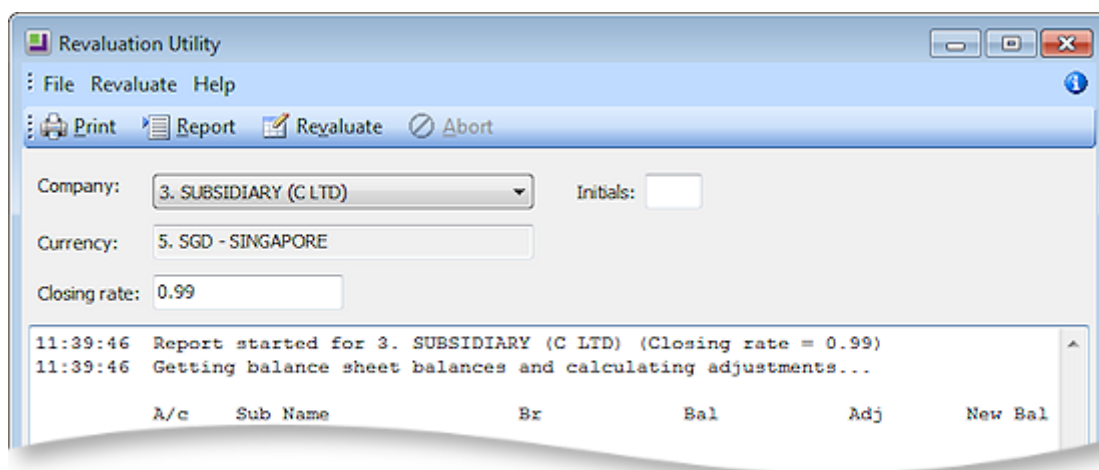 Revaluation Utility
File Revaluate Help
Print Report Revaluate Abort
Company: 3. SUBSIDIARY (C LTD) Initials:
Currency: 5. SGD - SINGAPORE
Closing rate: 0.99
11:39:46 Report started for 3. SUBSIDIARY (C LTD) (Closing rate = 0.99)
11:39:46 Getting balance sheet balances and calculating adjustments...
A/c Sub Name Br Bal Adj New Bal